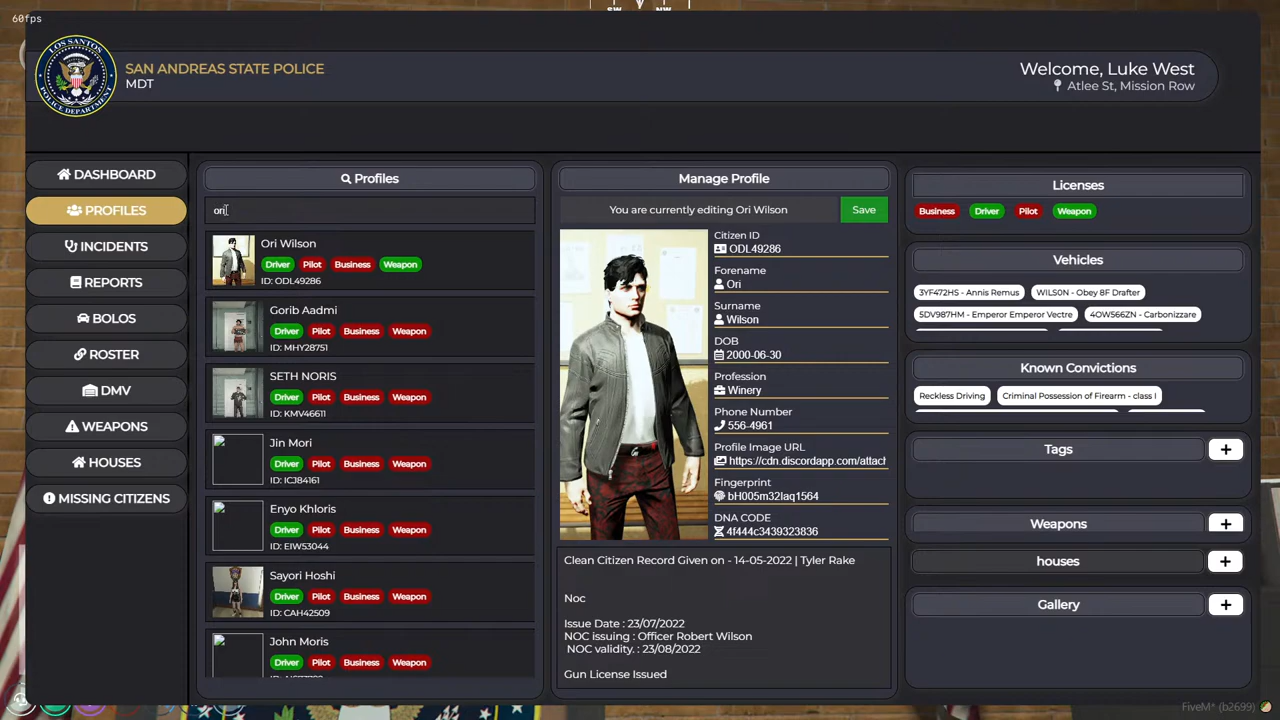 60fps
SW
NW
LOS SANTOS
POLICE DEPARTMENT
SAN ANDREAS STATE POLICE
MDT
Welcome, Luke West
Atlee St, Mission Row
DASHBOARD
PROFILES
INCIDENTS
REPORTS
BOLOS
ROSTER
DMV
WEAPONS
HOUSES
MISSING CITIZENS
Profiles
ori
Ori Wilson
Driver Pilot Business Weapon
ID: ODL49286
Gorib Aadmi
Driver Pilot Business Weapon
ID: MHY28751
SETH NORIS
Driver Pilot Business Weapon
ID: KMV46611
Jin Mori
Driver Pilot Business Weapon
ID: ICJ84161
Enyo Khloris
Driver Pilot Business Weapon
ID: EIW53044
Sayori Hoshi
Driver Pilot Business Weapon
ID: CAH42509
John Moris
Driver Pilot Business Weapon
Manage Profile
You are currently editing Ori Wilson
Save
Citizen ID
ODL49286
Forename
Ori
Surname
Wilson
DOB
2000-06-30
Profession
Winery
Phone Number
556-4961
Profile Image URL
https://cdn.discordapp.com/attach
Fingerprint
bH005m32laq1564
DNA CODE
4f444c3439323836
Clean Citizen Record Given on - 14-05-2022 | Tyler Rake
Noc
Issue Date : 23/07/2022
NOC issuing : Officer Robert Wilson
NOC validity. : 23/08/2022
Gun License Issued
Licenses
Business Driver Pilot Weapon
Vehicles
3YF472HS - Annis Remus
WILS0N - Obey 8F Drafter
5DV987HM - Emperor Emperor Vectre
4OW566ZN - Carbonizzare
Known Convictions
Reckless Driving
Criminal Possession of Firearm - class I
Tags
+
Weapons
+
houses
+
Gallery
+
FiveM* (b2699)